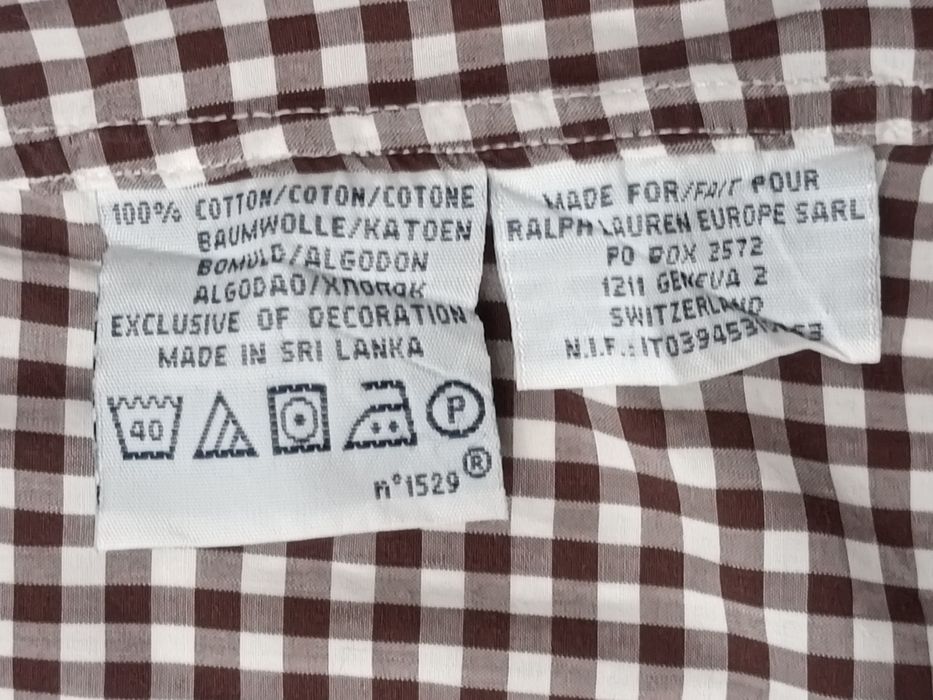 100% COTTON/COTON/COTONE
BAUMWOLLE/KATOEN
BOMULD/ALGODON
ALGODAO/ХЛОПОК
EXCLUSIVE OF DECORATION
MADE IN SRI LANKA
40
P
n°1529®
MADE FOR/FAIT POUR
RALPH LAUREN EUROPE SARL
PO BOX 2572
1211 GENEVA 2
SWITZERLAND
N.I.F.: